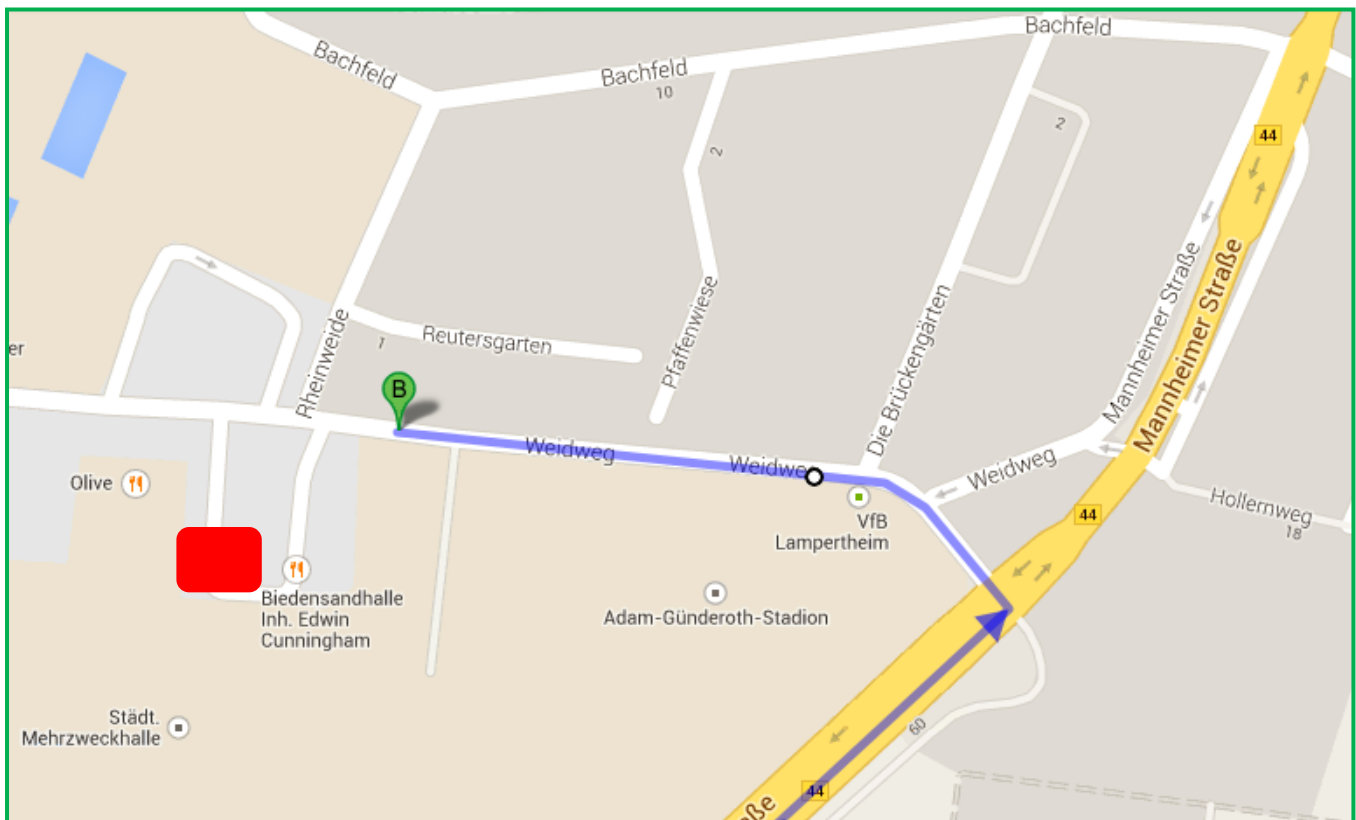 Bachfeld
Bachfeld
10
Bachfeld
2
2
44
er
Rheinweide
Reutersgarten
1
Pfaffenwiese
Die Brückengärten
Mannheimer Straße
Mannheimer Straße
B
Weidweg
Weidweg
Weidweg
Olive
VfB
Lampertheim
Hollernweg
18
44
Biedensandhalle
Inh. Edwin
Cunningham
Adam-Günderoth-Stadion
Städt.
Mehrzweckhalle
60
44
aße